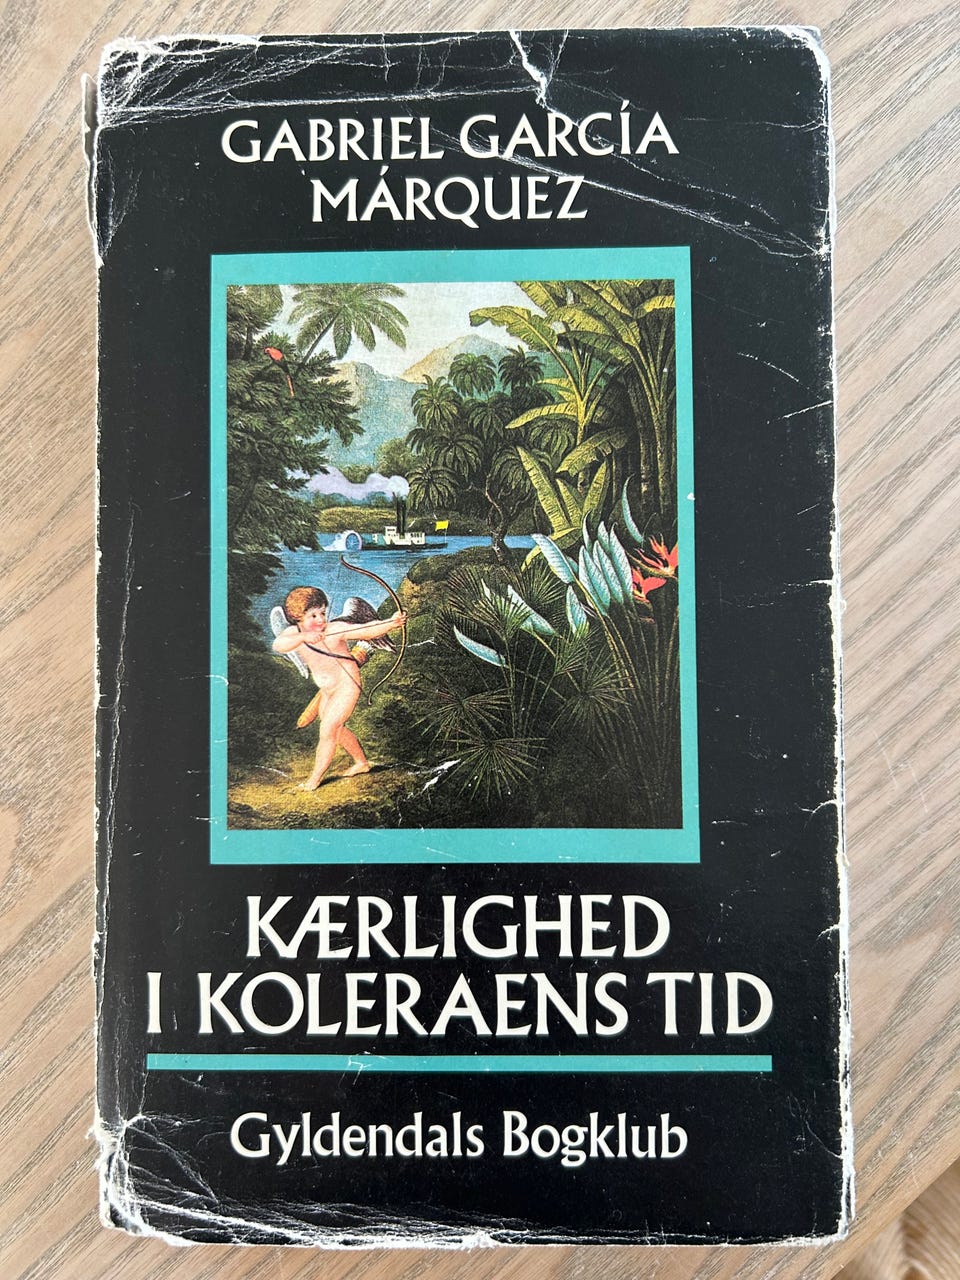 GABRIEL GARCÍA
MÁRQUEZ
KÆRLIGHED
I KOLERAENS TID
Gyldendals Bogklub